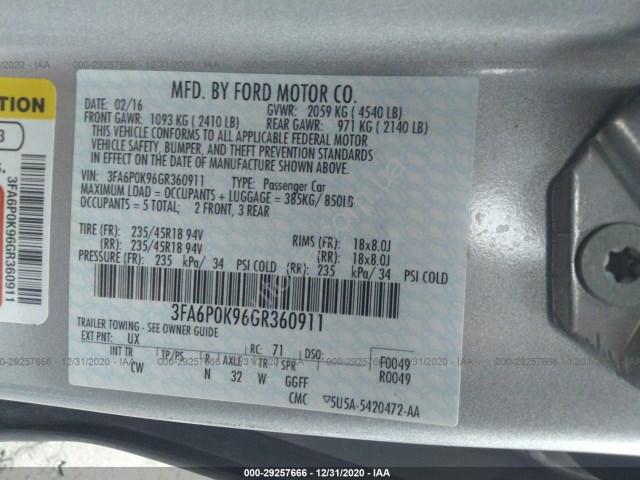 000-29257666 - 12/31/2020 - IAA
MFD. BY FORD MOTOR CO.
DATE: 02/16 GVWR: 2059 KG ( 4540 LB)
FRONT GAWR: 1093 KG ( 2410 LB) REAR GAWR: 971 KG ( 2140 LB)
THIS VEHICLE CONFORMS TO ALL APPLICABLE FEDERAL MOTOR
VEHICLE SAFETY, BUMPER, AND THEFT PREVENTION STANDARDS
IN EFFECT ON THE DATE OF MANUFACTURE SHOWN ABOVE.
VIN: 3FA6P0K96GR360911 TYPE: Passenger Car
MAXIMUM LOAD = OCCUPANTS + LUGGAGE = 385KG/ 850LB
OCCUPANTS = 5 TOTAL; 2 FRONT, 3 REAR
TIRE (FR): 235/45R18 94V RIMS (FR): 18x8.0J
(RR): 235/45R18 94V (RR): 18x8.0J
PRESSURE (FR): 235 kPa/ 34 PSI COLD (RR): 235 kPa/ 34 PSI COLD
3FA6P0K96GR360911
TRAILER TOWING - SEE OWNER GUIDE
EXT PNT: UX RC: 71 DSO: F0049
INT TR TP/PS R AXLE TR SPR R0049
CW N 32 W GGFF
CMC ▽5U5A-5420472-AA
3FA6P0K96GR360911
000-29257666 - 12/31/2020 - IAA